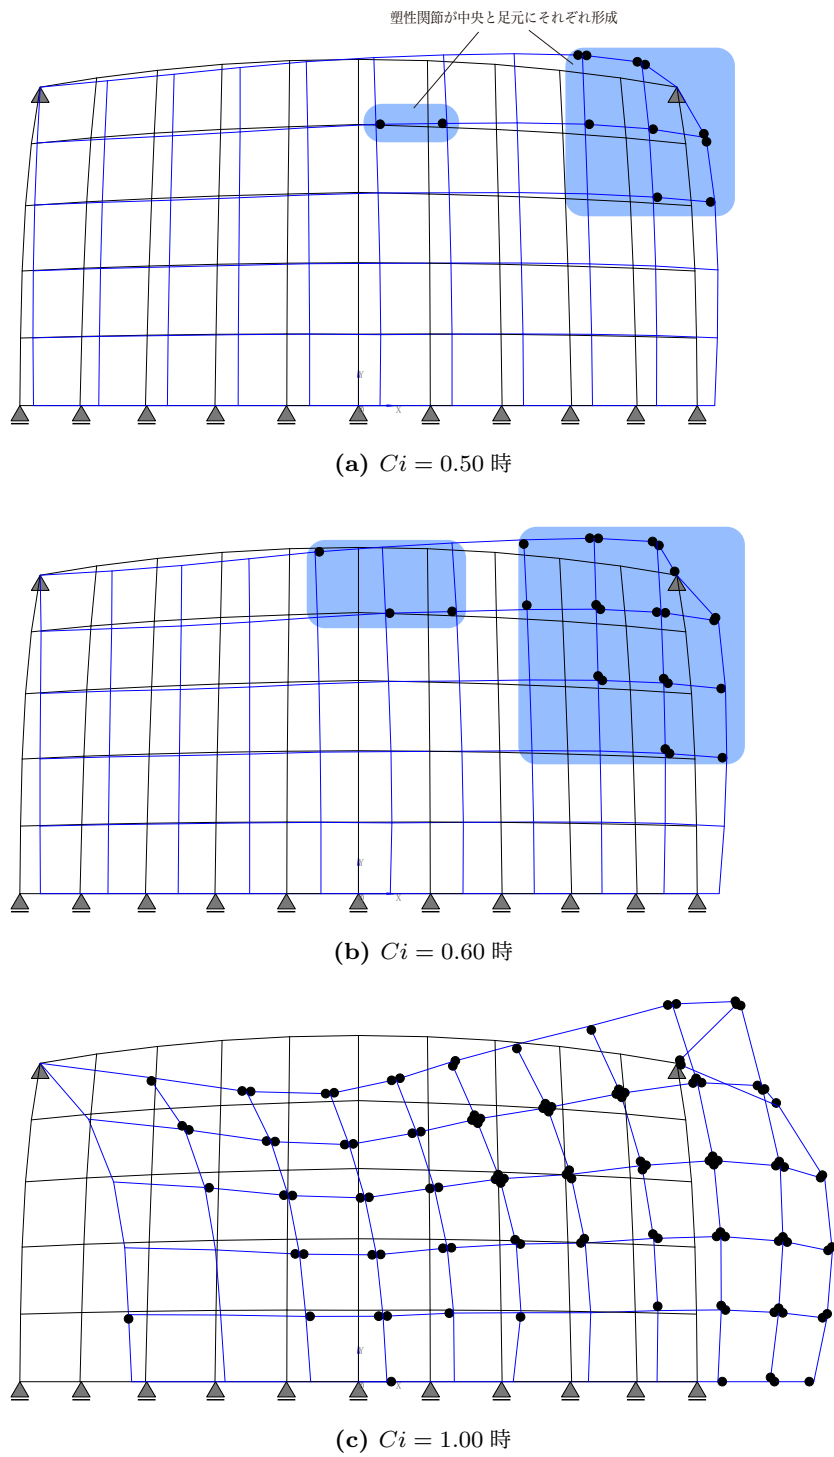 塑性関節が中央と足元にそれぞれ形成
Y
X
(a) Ci = 0.50 時
Y
X
(b) Ci = 0.60 時
Y
X
(c) Ci = 1.00 時